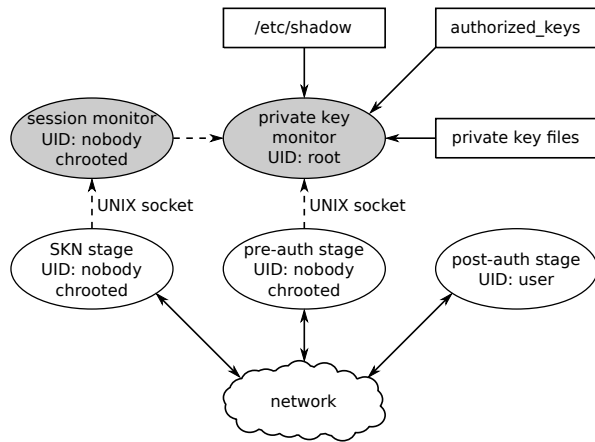 /etc/shadow
authorized_keys
session monitor
UID: nobody
chrooted
private key
monitor
UID: root
private key files
UNIX socket
UNIX socket
SKN stage
UID: nobody
chrooted
pre-auth stage
UID: nobody
chrooted
post-auth stage
UID: user
network